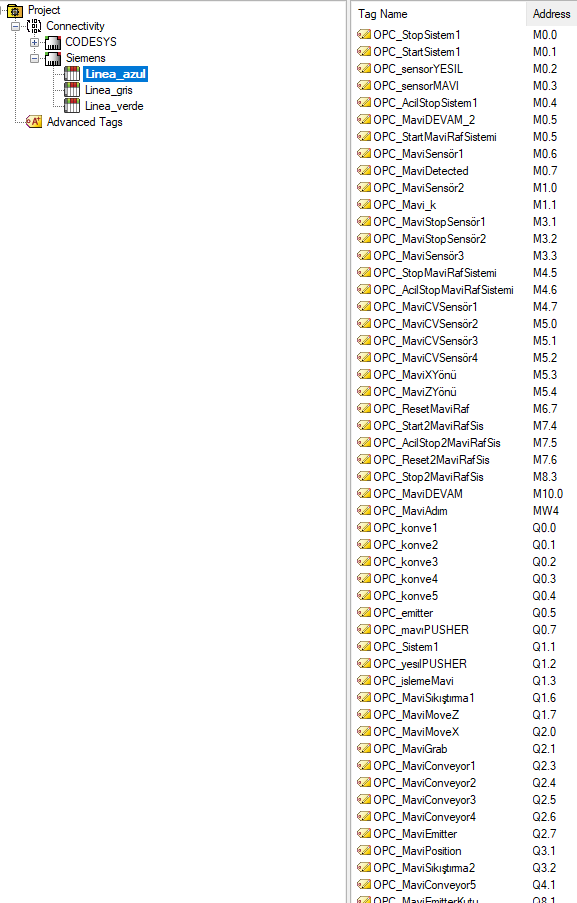 Project
Connectivity
CODESYS
Siemens
Linea_azul
Linea_gris
Linea_verde
Advanced Tags
Tag Name Address
OPC_StopSistem1 M0.0
OPC_StartSistem1 M0.1
OPC_sensorYESIL M0.2
OPC_sensorMAVI M0.3
OPC_AcilStopSistem1 M0.4
OPC_MaviDEVAM_2 M0.5
OPC_StartMaviRafSistemi M0.5
OPC_MaviSensör1 M0.6
OPC_MaviDetected M0.7
OPC_MaviSensör2 M1.0
OPC_Mavi_k M1.1
OPC_MaviStopSensör1 M3.1
OPC_MaviStopSensör2 M3.2
OPC_MaviSensör3 M3.3
OPC_StopMaviRafSistemi M4.5
OPC_AcilStopMaviRafSistemi M4.6
OPC_MaviCVSensör1 M4.7
OPC_MaviCVSensör2 M5.0
OPC_MaviCVSensör3 M5.1
OPC_MaviCVSensör4 M5.2
OPC_MaviXYönü M5.3
OPC_MaviZYönü M5.4
OPC_ResetMaviRaf M6.7
OPC_Start2MaviRafSis M7.4
OPC_AcilStop2MaviRafSis M7.5
OPC_Reset2MaviRafSis M7.6
OPC_Stop2MaviRafSis M8.3
OPC_MaviDEVAM M10.0
OPC_MaviAdım MW4
OPC_konve1 Q0.0
OPC_konve2 Q0.1
OPC_konve3 Q0.2
OPC_konve4 Q0.3
OPC_konve5 Q0.4
OPC_emitter Q0.5
OPC_mavıPUSHER Q0.7
OPC_Sistem1 Q1.1
OPC_yesılPUSHER Q1.2
OPC_islemeMavi Q1.3
OPC_MaviSıkıştırma1 Q1.6
OPC_MaviMoveZ Q1.7
OPC_MaviMoveX Q2.0
OPC_MaviGrab Q2.1
OPC_MaviConveyor1 Q2.3
OPC_MaviConveyor2 Q2.4
OPC_MaviConveyor3 Q2.5
OPC_MaviConveyor4 Q2.6
OPC_MaviEmitter Q2.7
OPC_MaviPosition Q3.1
OPC_MaviSıkıştırma2 Q3.2
OPC_MaviConveyor5 Q4.1
OPC_MaviEmitterKutu Q8.1